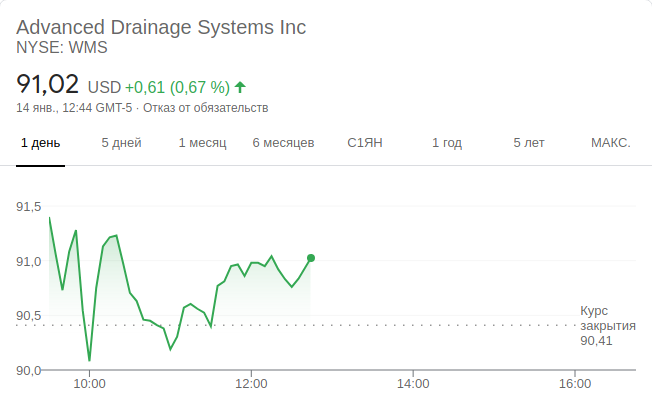 Advanced Drainage Systems Inc
NYSE: WMS
91,02 USD +0,61 (0,67 %)
14 янв., 12:44 GMT-5 · Отказ от обязательств
1 день 5 дней 1 месяц 6 месяцев С1ЯН 1 год 5 лет МАКС.
91,5
91,0
90,5
Курс
закрытия
90,41
90,0
10:00 12:00 14:00 16:00